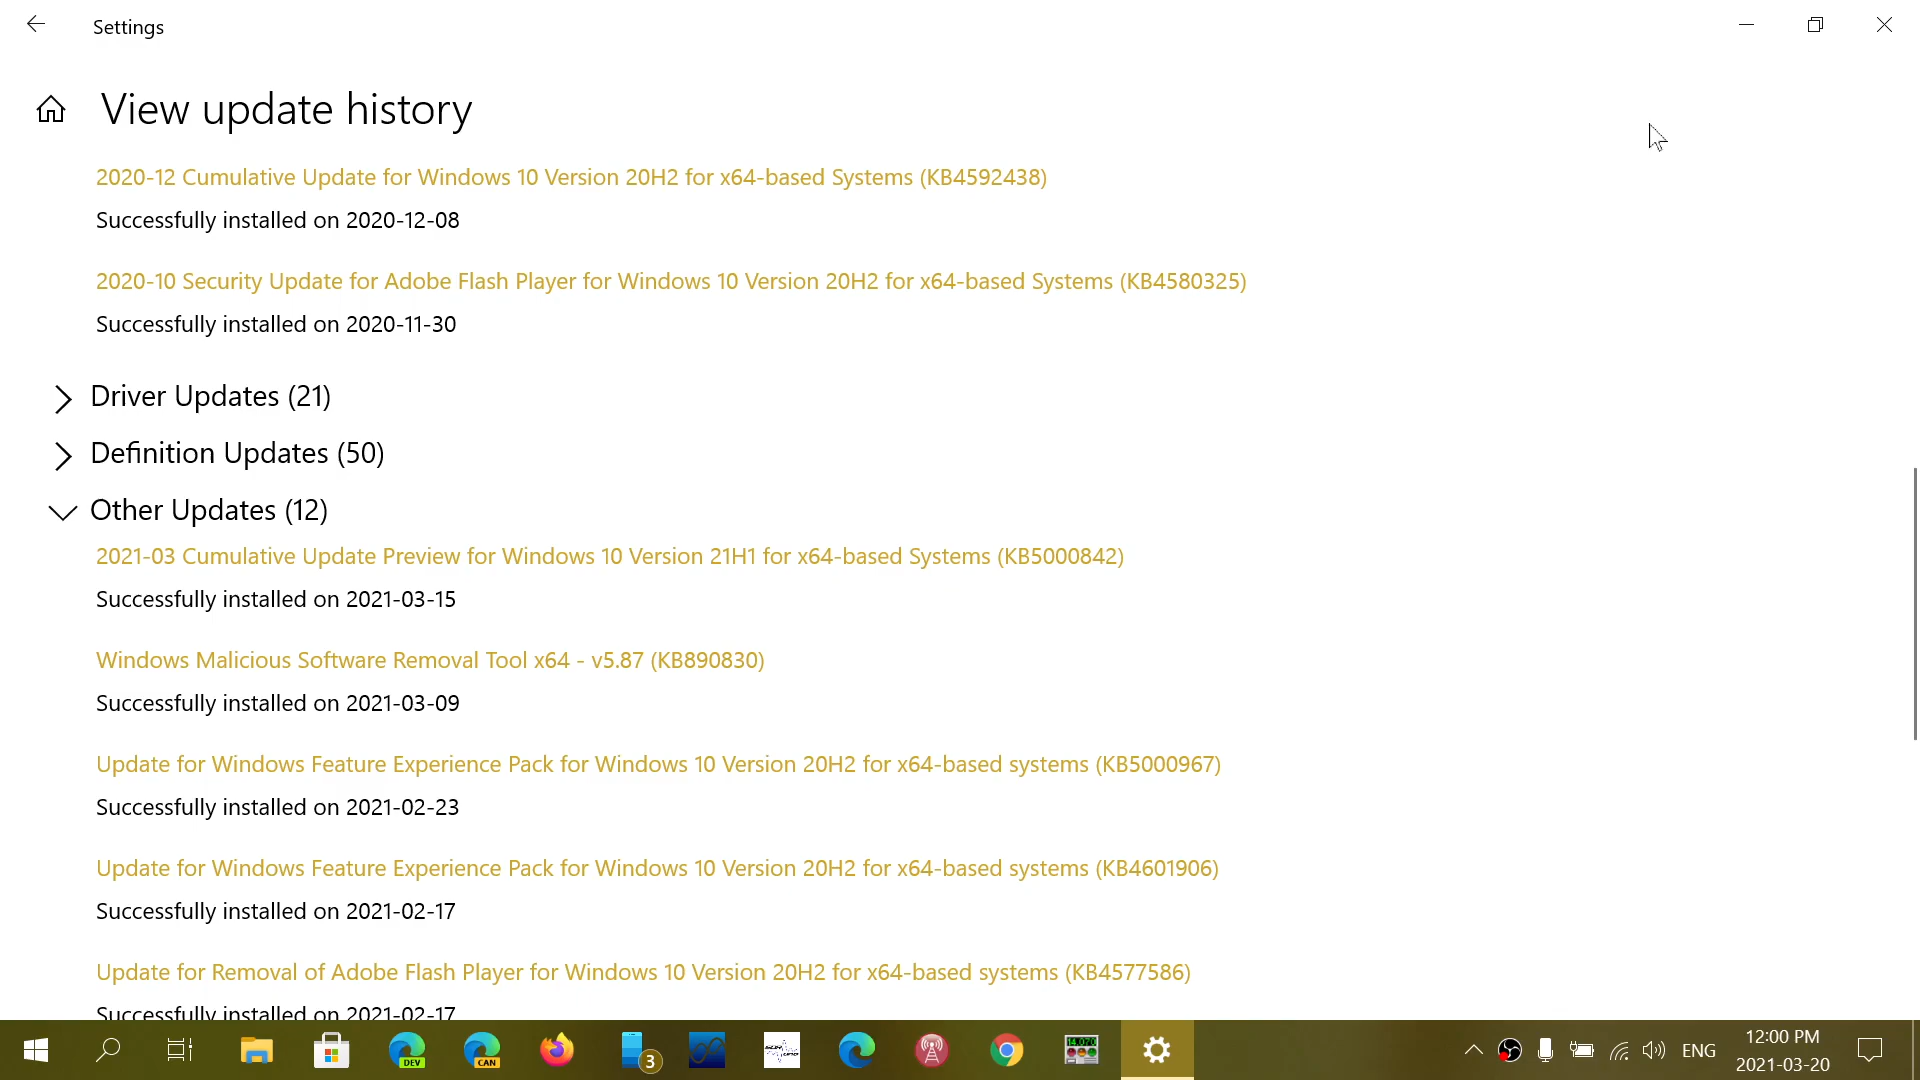 Settings
View update history
2020-12 Cumulative Update for Windows 10 Version 20H2 for x64-based Systems (KB4592438)
Successfully installed on 2020-12-08
2020-10 Security Update for Adobe Flash Player for Windows 10 Version 20H2 for x64-based Systems (KB4580325)
Successfully installed on 2020-11-30
Driver Updates (21)
Definition Updates (50)
Other Updates (12)
2021-03 Cumulative Update Preview for Windows 10 Version 21H1 for x64-based Systems (KB5000842)
Successfully installed on 2021-03-15
Windows Malicious Software Removal Tool x64 - v5.87 (KB890830)
Successfully installed on 2021-03-09
Update for Windows Feature Experience Pack for Windows 10 Version 20H2 for x64-based systems (KB5000967)
Successfully installed on 2021-02-23
Update for Windows Feature Experience Pack for Windows 10 Version 20H2 for x64-based systems (KB4601906)
Successfully installed on 2021-02-17
Update for Removal of Adobe Flash Player for Windows 10 Version 20H2 for x64-based systems (KB4577586)
Successfully installed on 2021-02-17
DEV
CAN
3
14.070
ENG
12:00 PM
2021-03-20